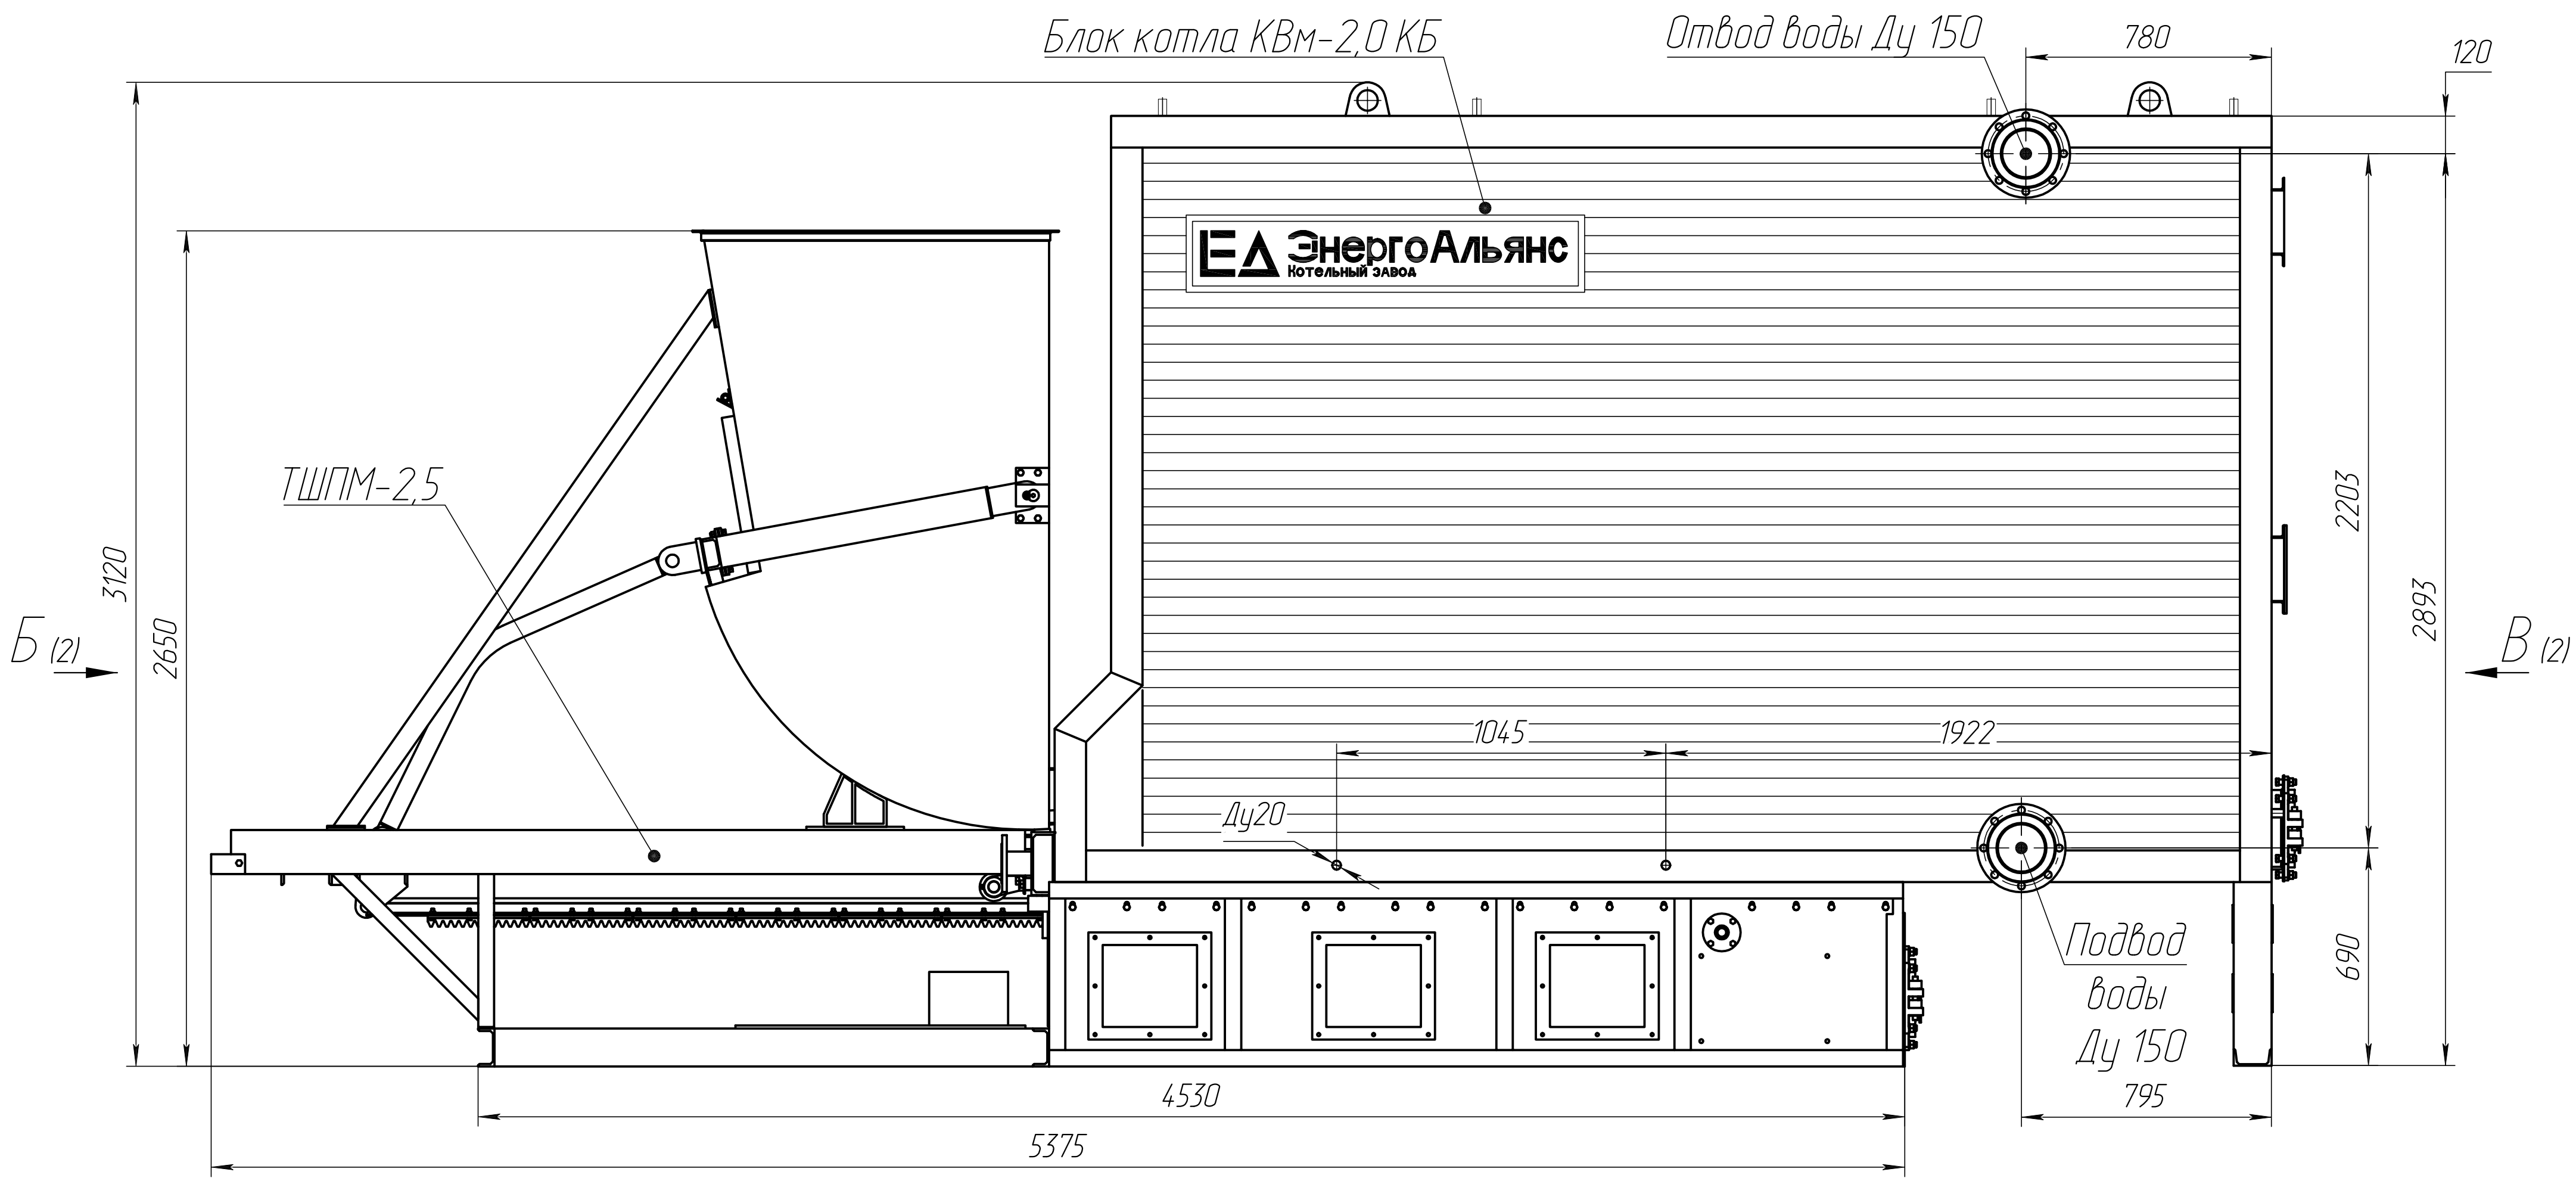 Блок котла КВм-2,0 КБ
Отвод воды Ду 150
780
120
ЕА ЭнергоАльянс
Котельный завод
ТШПМ-2,5
3120
2650
2203
2893
Б (2)
В (2)
1045
1922
Ду20
Подвод
воды
Ду 150
690
795
4530
5375